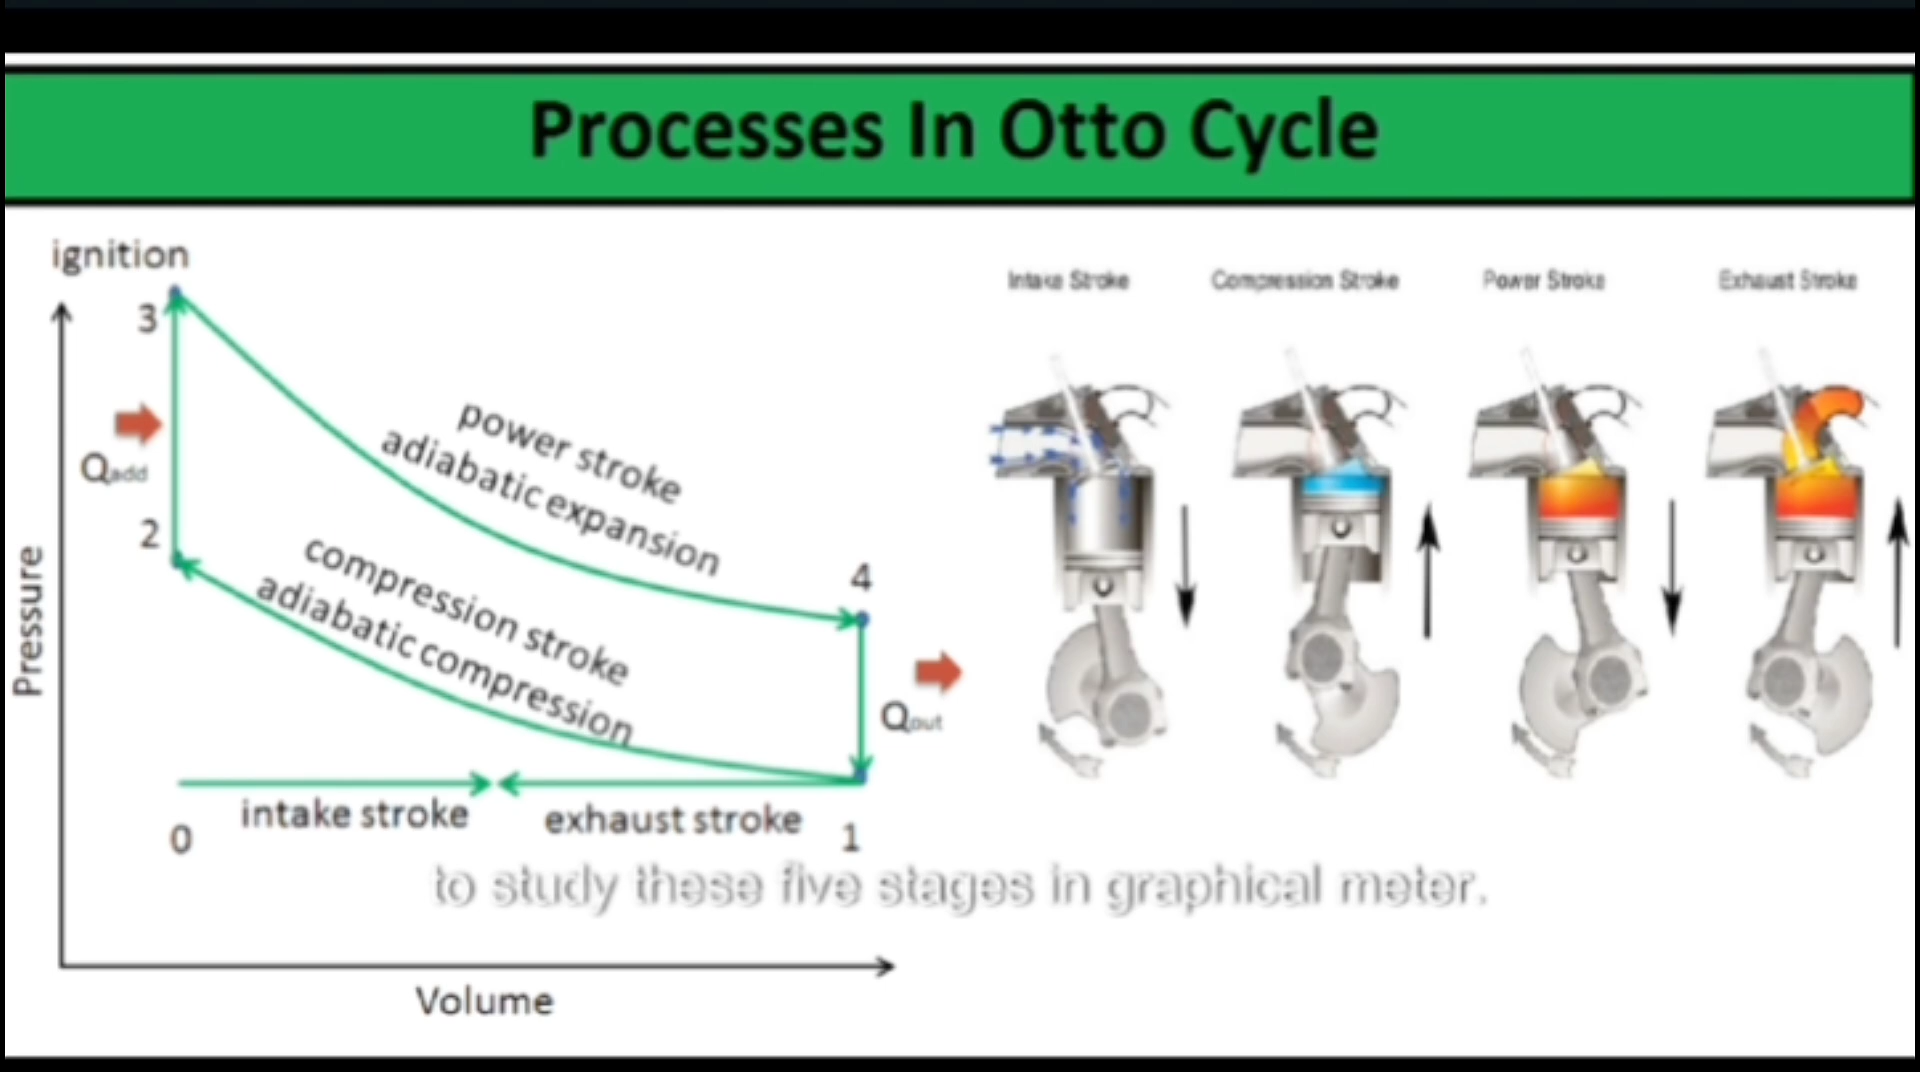 Processes In Otto Cycle
ignition
3
Qadd
2
Pressure
power stroke
adiabatic expansion
compression stroke
adiabatic compression
4
Qout
intake stroke
exhaust stroke
0
1
Volume
Intake Stroke
Compression Stroke
Power Stroke
Exhaust Stroke
to study these five stages in graphical meter.